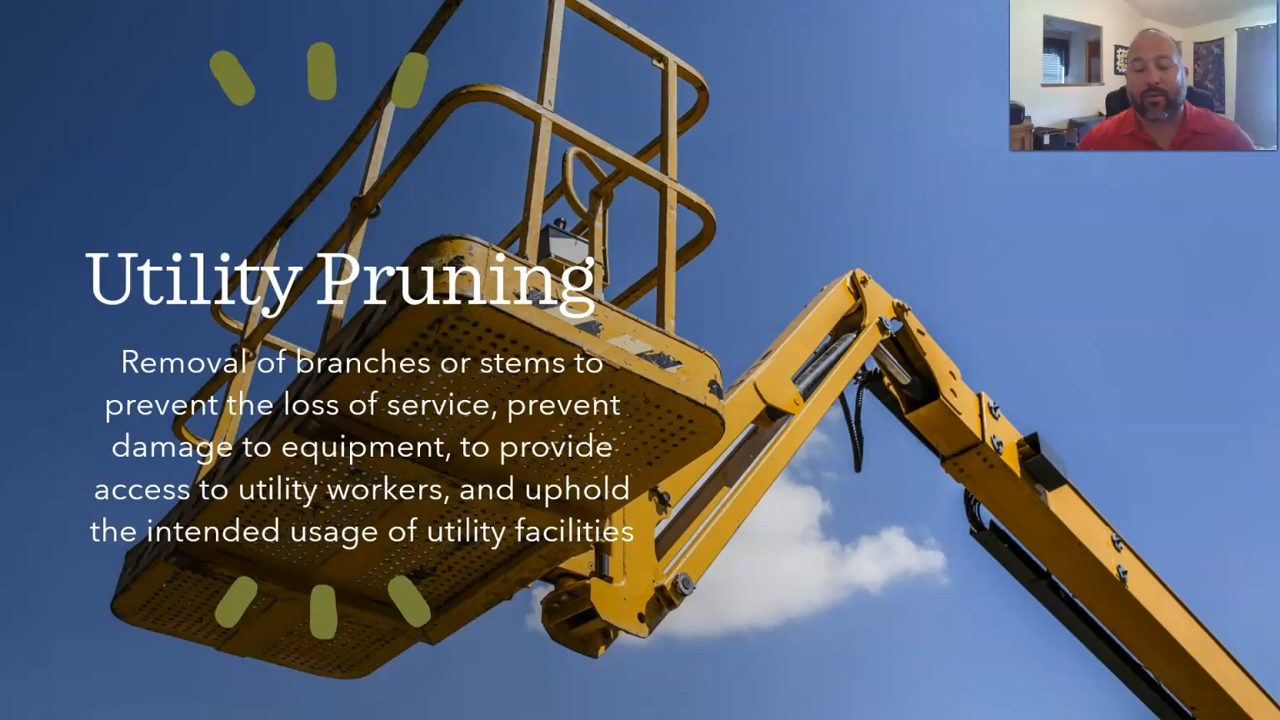 Utility Pruning
Removal of branches or stems to
prevent the loss of service, prevent
damage to equipment, to provide
access to utility workers, and uphold
the intended usage of utility facilities